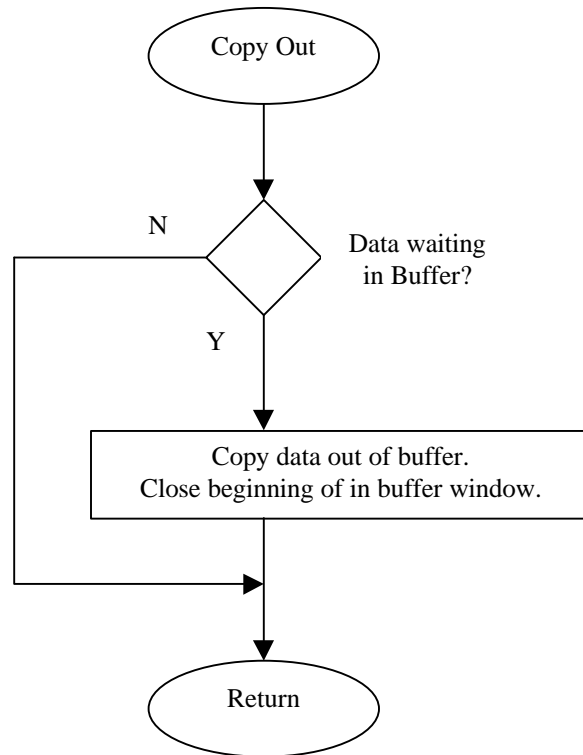 Copy Out
N
Data waiting
in Buffer?
Y
Copy data out of buffer.
Close beginning of in buffer window.
Return